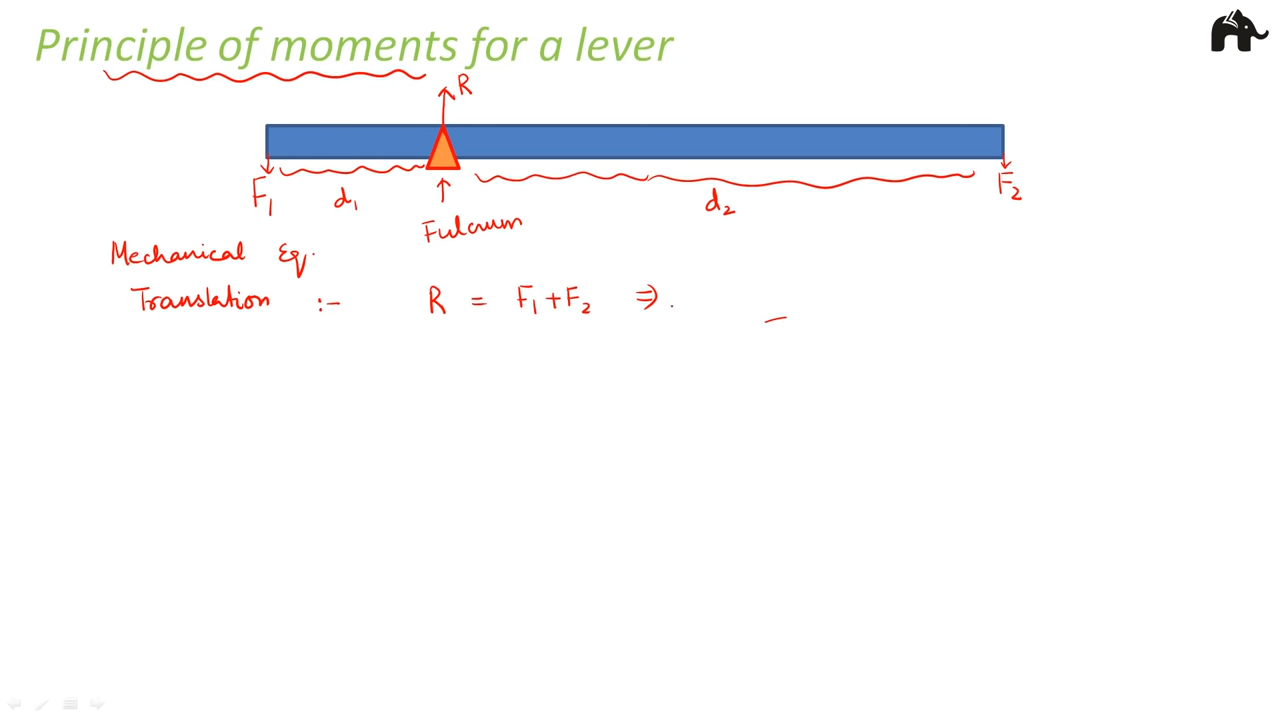 Principle of moments for a lever
R
F₁
d₁
d₂
F₂
Fulcrum
Mechanical Eq.
Translation :- R = F₁ + F₂ ⇒